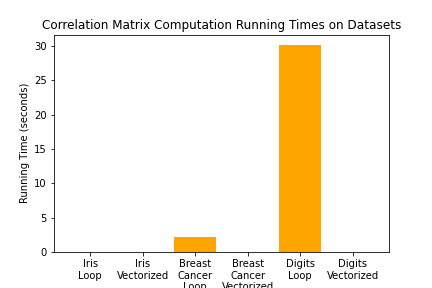 Correlation Matrix Computation Running Times on Datasets
Running Time (seconds)
30
25
20
15
10
5
0
Iris
Loop
Iris
Vectorized
Breast
Cancer
Loop
Breast
Cancer
Vectorized
Digits
Loop
Digits
Vectorized